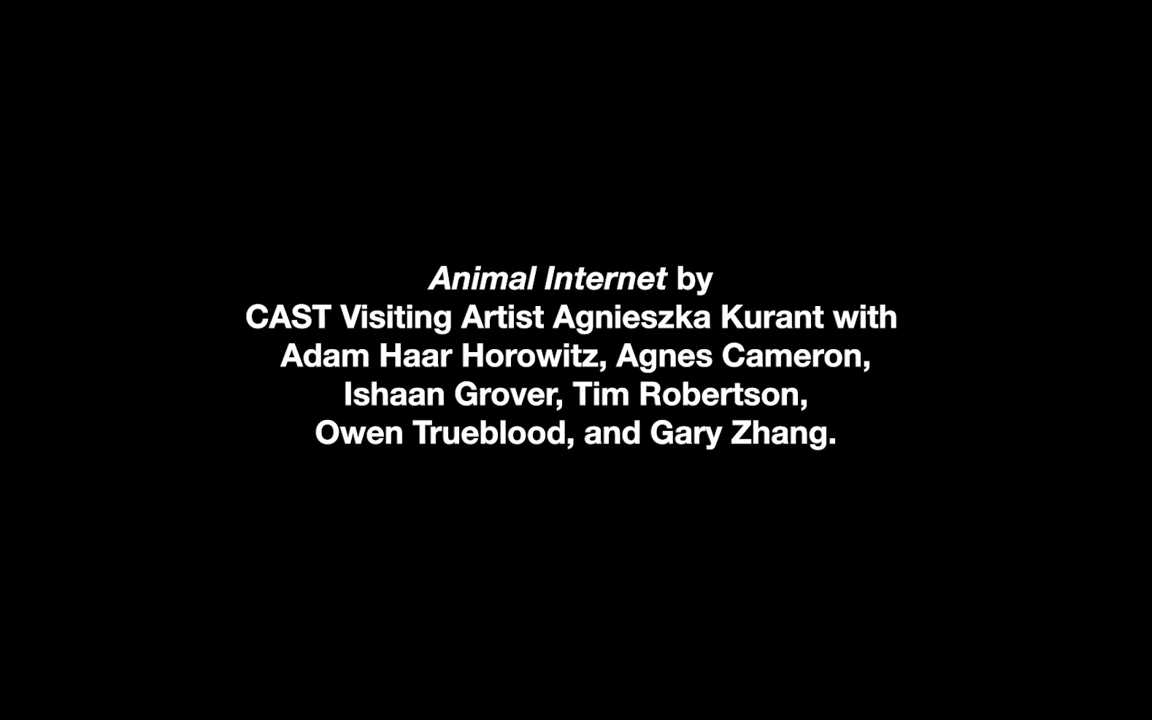 Animal Internet by
CAST Visiting Artist Agnieszka Kurant with
Adam Haar Horowitz, Agnes Cameron,
Ishaan Grover, Tim Robertson,
Owen Trueblood, and Gary Zhang.